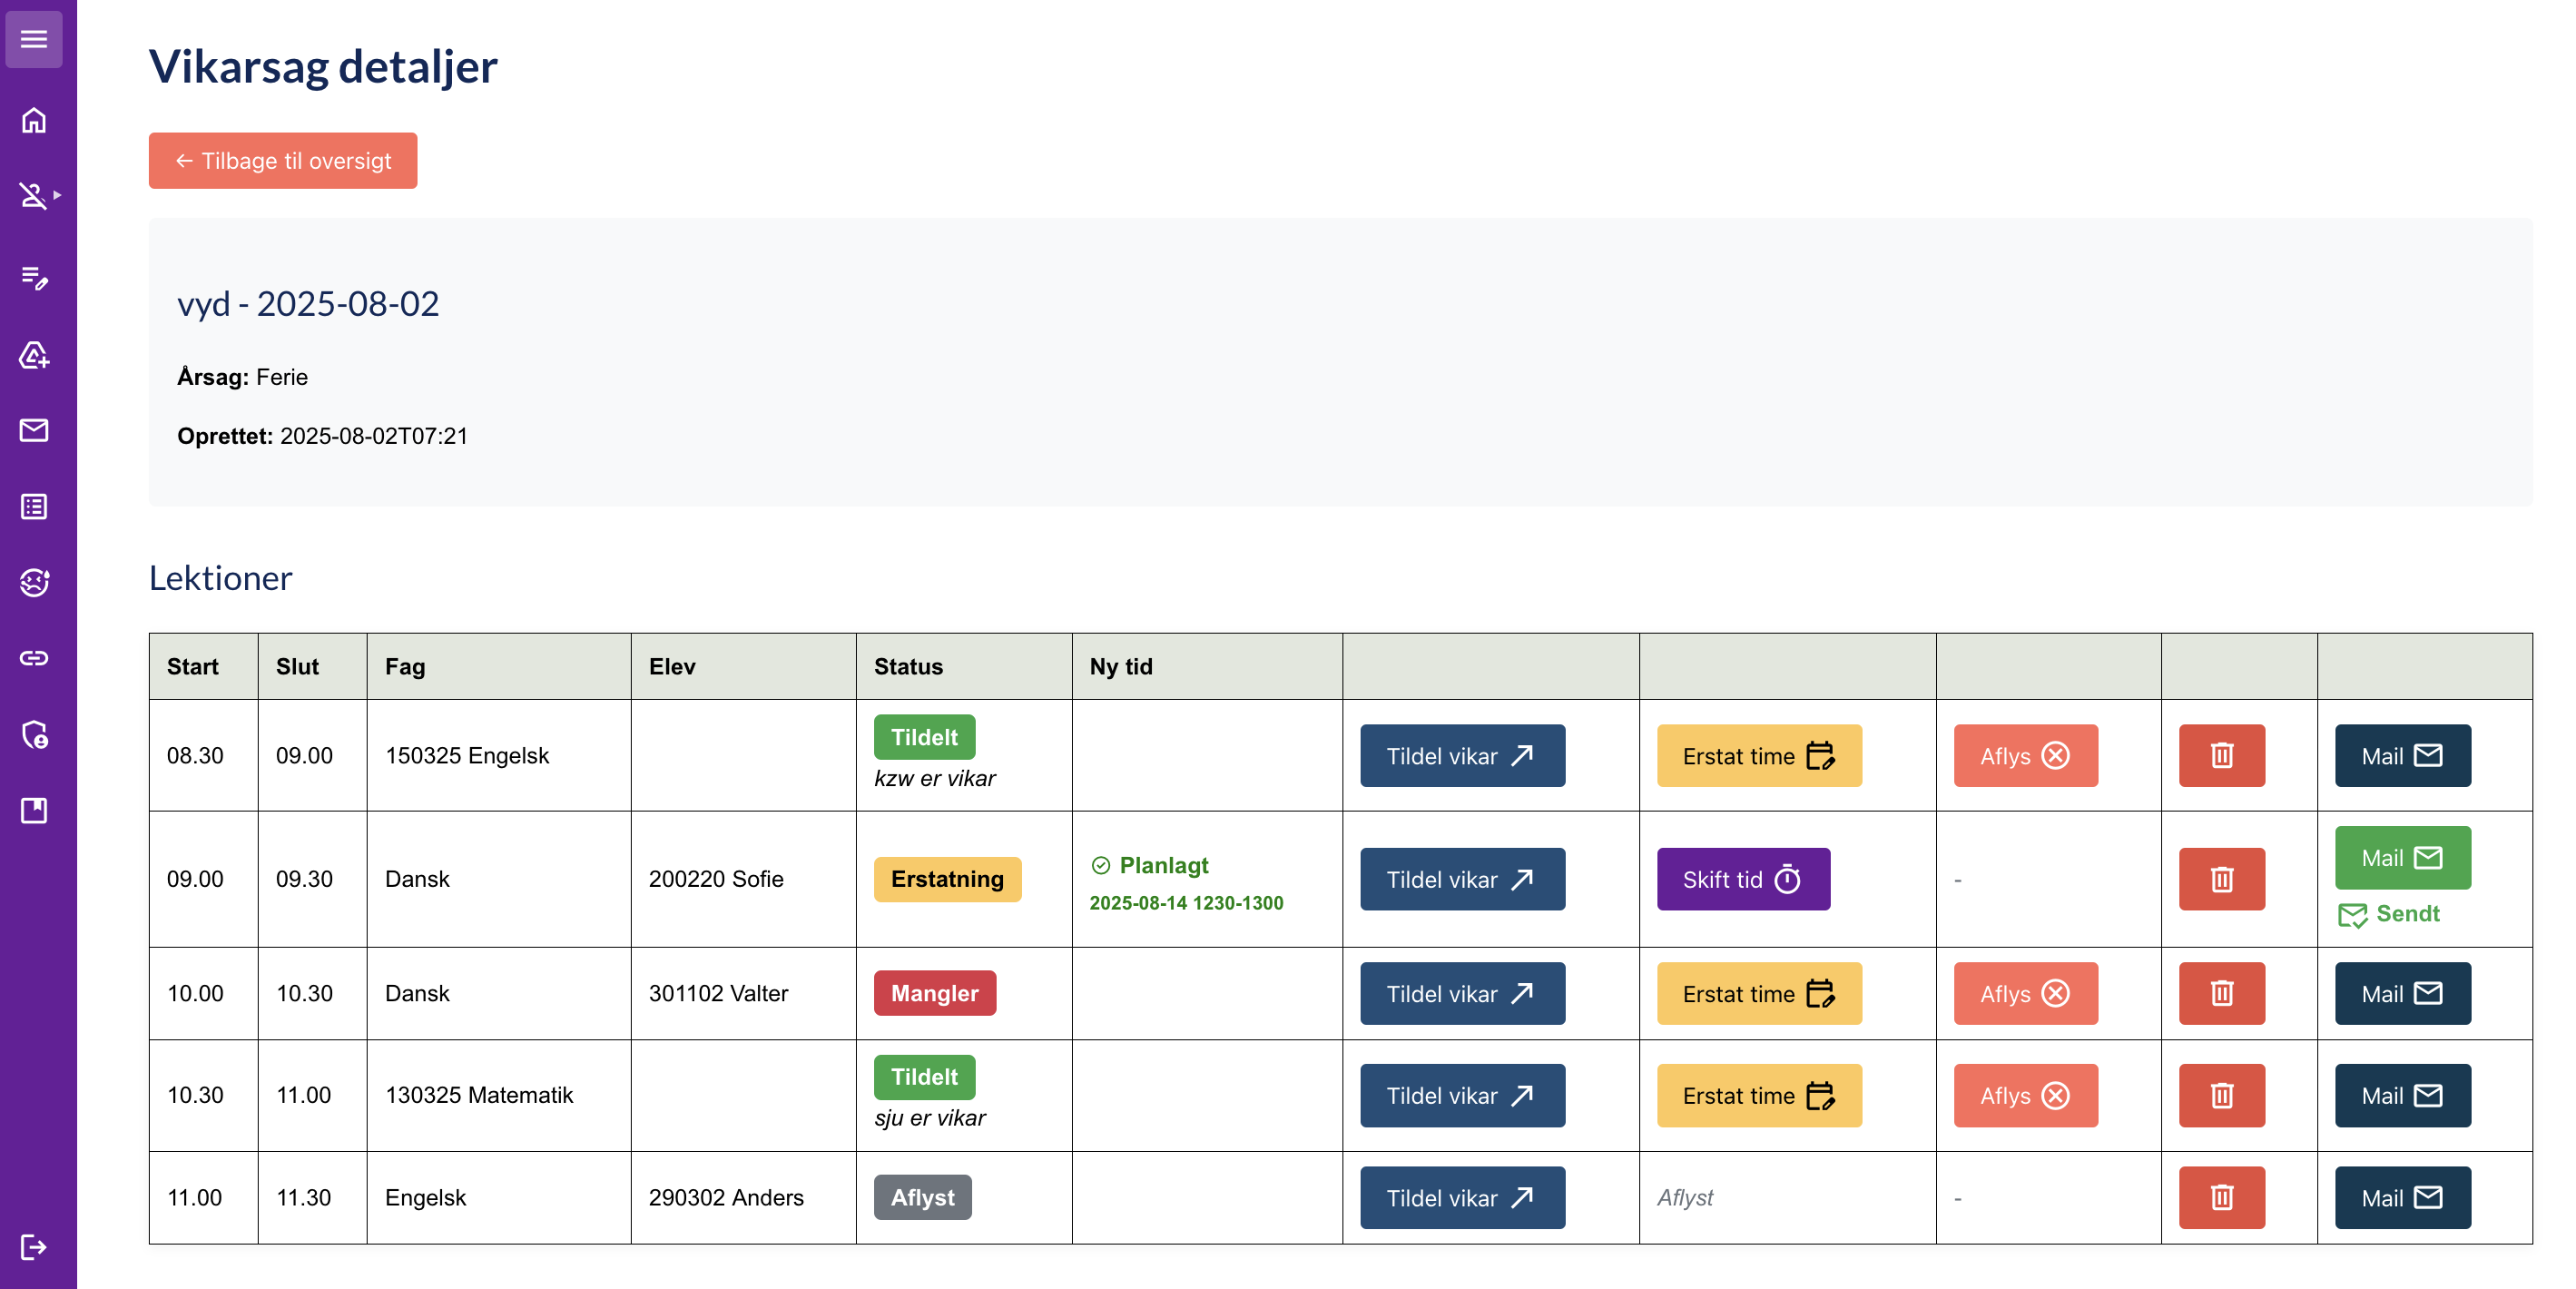 Vikarsag detaljer
← Tilbage til oversigt
vyd - 2025-08-02
Årsag: Ferie
Oprettet: 2025-08-02T07:21
Lektioner
Start Slut Fag Elev Status Ny tid
08.30 09.00 150325 Engelsk Tildelt Tildel vikar Erstat time Aflys Mail
kzw er vikar
09.00 09.30 Dansk 200220 Sofie Erstatning Planlagt Tildel vikar Skift tid - Mail
2025-08-14 1230-1300 Sendt
10.00 10.30 Dansk 301102 Valter Mangler Tildel vikar Erstat time Aflys Mail
10.30 11.00 130325 Matematik Tildelt Tildel vikar Erstat time Aflys Mail
sju er vikar
11.00 11.30 Engelsk 290302 Anders Aflyst Tildel vikar Aflyst - Mail